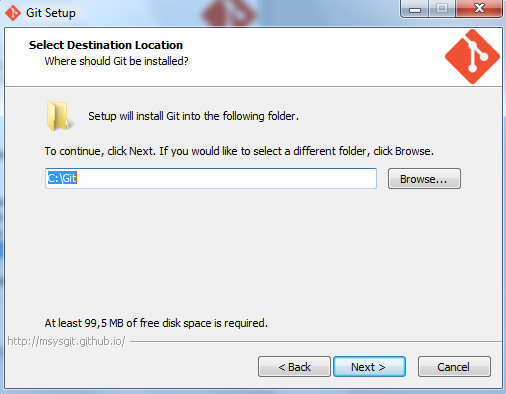 Git Setup
Select Destination Location
Where should Git be installed?
Setup will install Git into the following folder.
To continue, click Next. If you would like to select a different folder, click Browse.
C:\Git
Browse...
At least 99,5 MB of free disk space is required.
http://msysgit.github.io/
< Back
Next >
Cancel